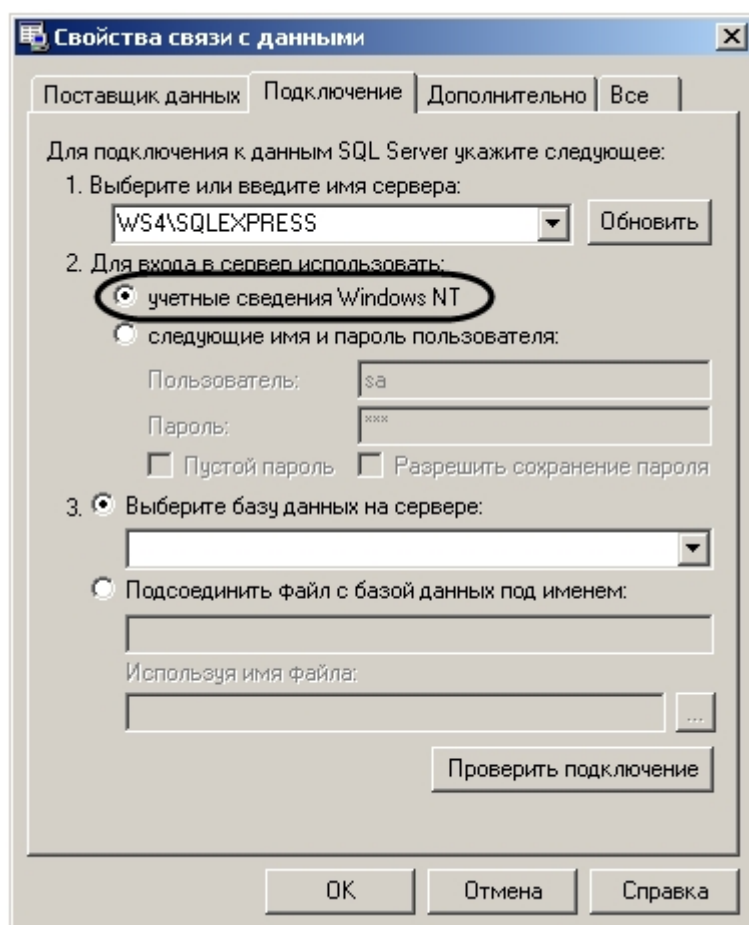 Свойства связи с данными
Поставщик данных Подключение Дополнительно Все
Для подключения к данным SQL Server укажите следующее:
1. Выберите или введите имя сервера:
WS4\SQLEXPRESS Обновить
2. Для входа в сервер использовать:
учетные сведения Windows NT
следующие имя и пароль пользователя:
Пользователь: sa
Пароль: ***
Пустой пароль Разрешить сохранение пароля
3. Выберите базу данных на сервере:
Подсоединить файл с базой данных под именем:
Используя имя файла:
...
Проверить подключение
OK Отмена Справка